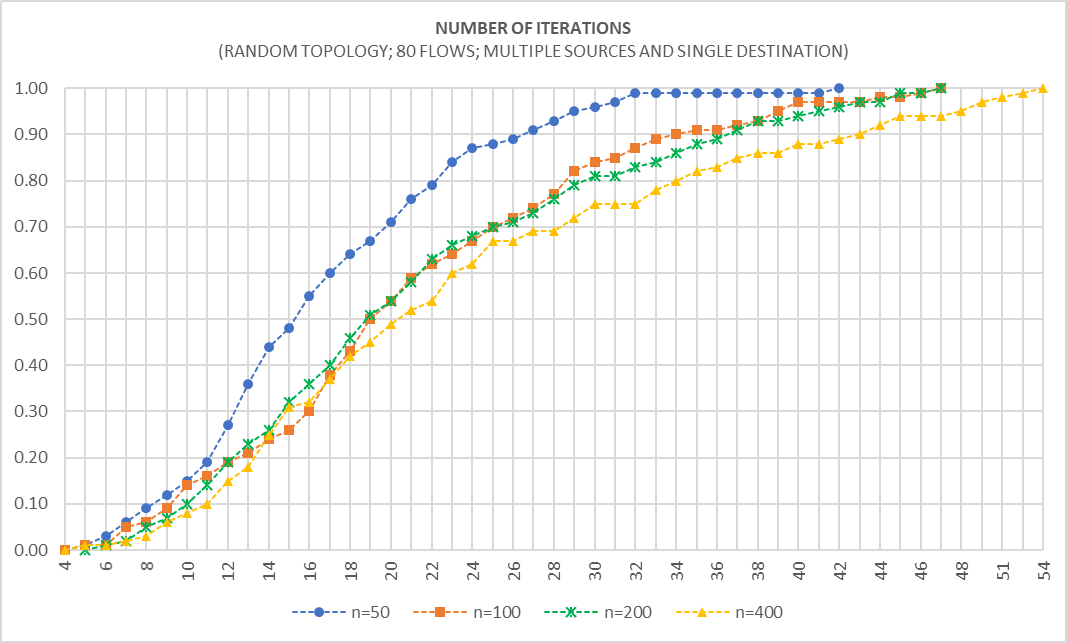 NUMBER OF ITERATIONS
(RANDOM TOPOLOGY; 80 FLOWS; MULTIPLE SOURCES AND SINGLE DESTINATION)
1.00
0.90
0.80
0.70
0.60
0.50
0.40
0.30
0.20
0.10
0.00
4 6 8 10 12 14 16 18 20 22 24 26 28 30 32 34 36 38 40 42 44 46 48 51 54
n=50 n=100 n=200 n=400